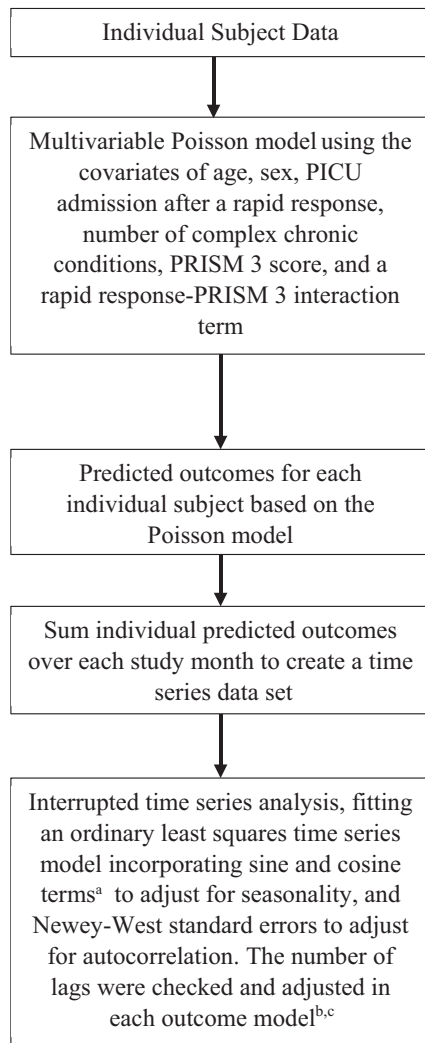 Individual Subject Data
Multivariable Poisson model using the
covariates of age, sex, PICU
admission after a rapid response,
number of complex chronic
conditions, PRISM 3 score, and a
rapid response-PRISM 3 interaction
term
Predicted outcomes for each
individual subject based on the
Poisson model
Sum individual predicted outcomes
over each study month to create a time
series data set
Interrupted time series analysis, fitting
an ordinary least squares time series
model incorporating sine and cosine
termsᵃ to adjust for seasonality, and
Newey-West standard errors to adjust
for autocorrelation. The number of
lags were checked and adjusted in
each outcome modelᵇ,ᶜ